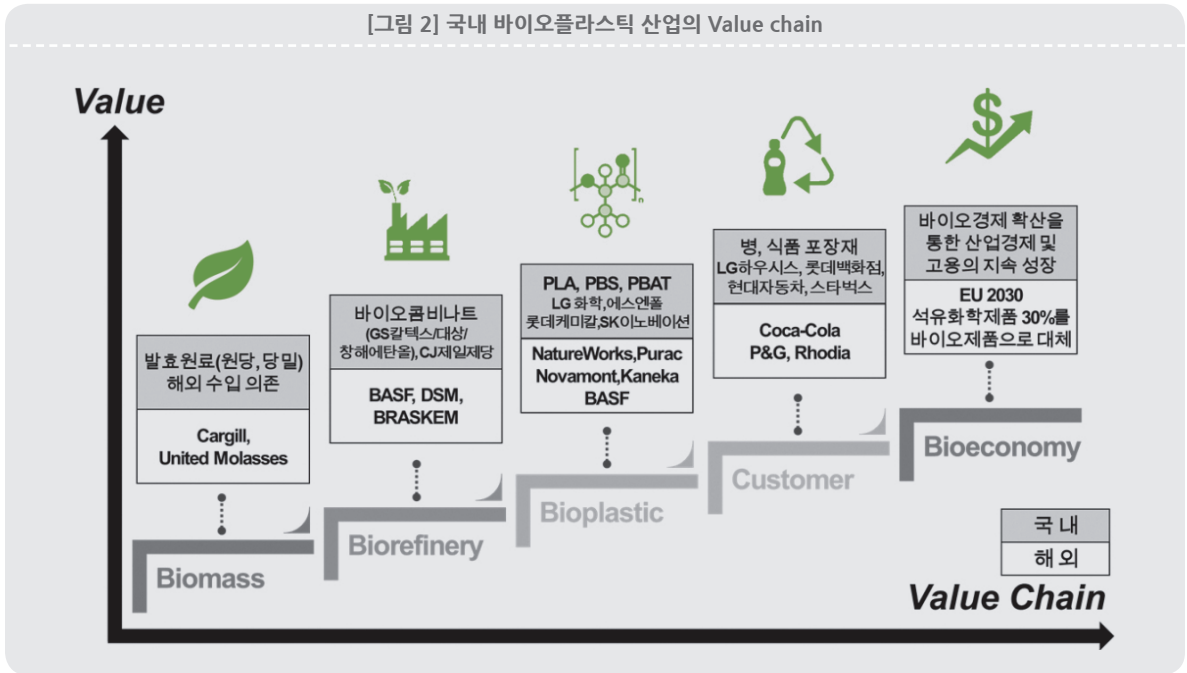 [그림 2] 국내 바이오플라스틱 산업의 Value chain
Value
발효원료(원당, 당밀)
해외 수입 의존
Cargill,
United Molasses
Biomass
바이오콤비나트
(GS칼텍스/대상/
창해에탄올),CJ제일제당
BASF, DSM,
BRASKEM
Biorefinery
n
PLA, PBS, PBAT
LG 화학,에스엔폴
롯데케미칼,SK이노베이션
NatureWorks,Purac
Novamont,Kaneka
BASF
Bioplastic
병, 식품 포장재
LG하우시스, 롯데백화점,
현대자동차, 스타벅스
Coca-Cola
P&G, Rhodia
Customer
$
바이오경제 확산을
통한 산업경제 및
고용의 지속 성장
EU 2030
석유화학제품 30%를
바이오제품으로 대체
Bioeconomy
국 내
해 외
Value Chain